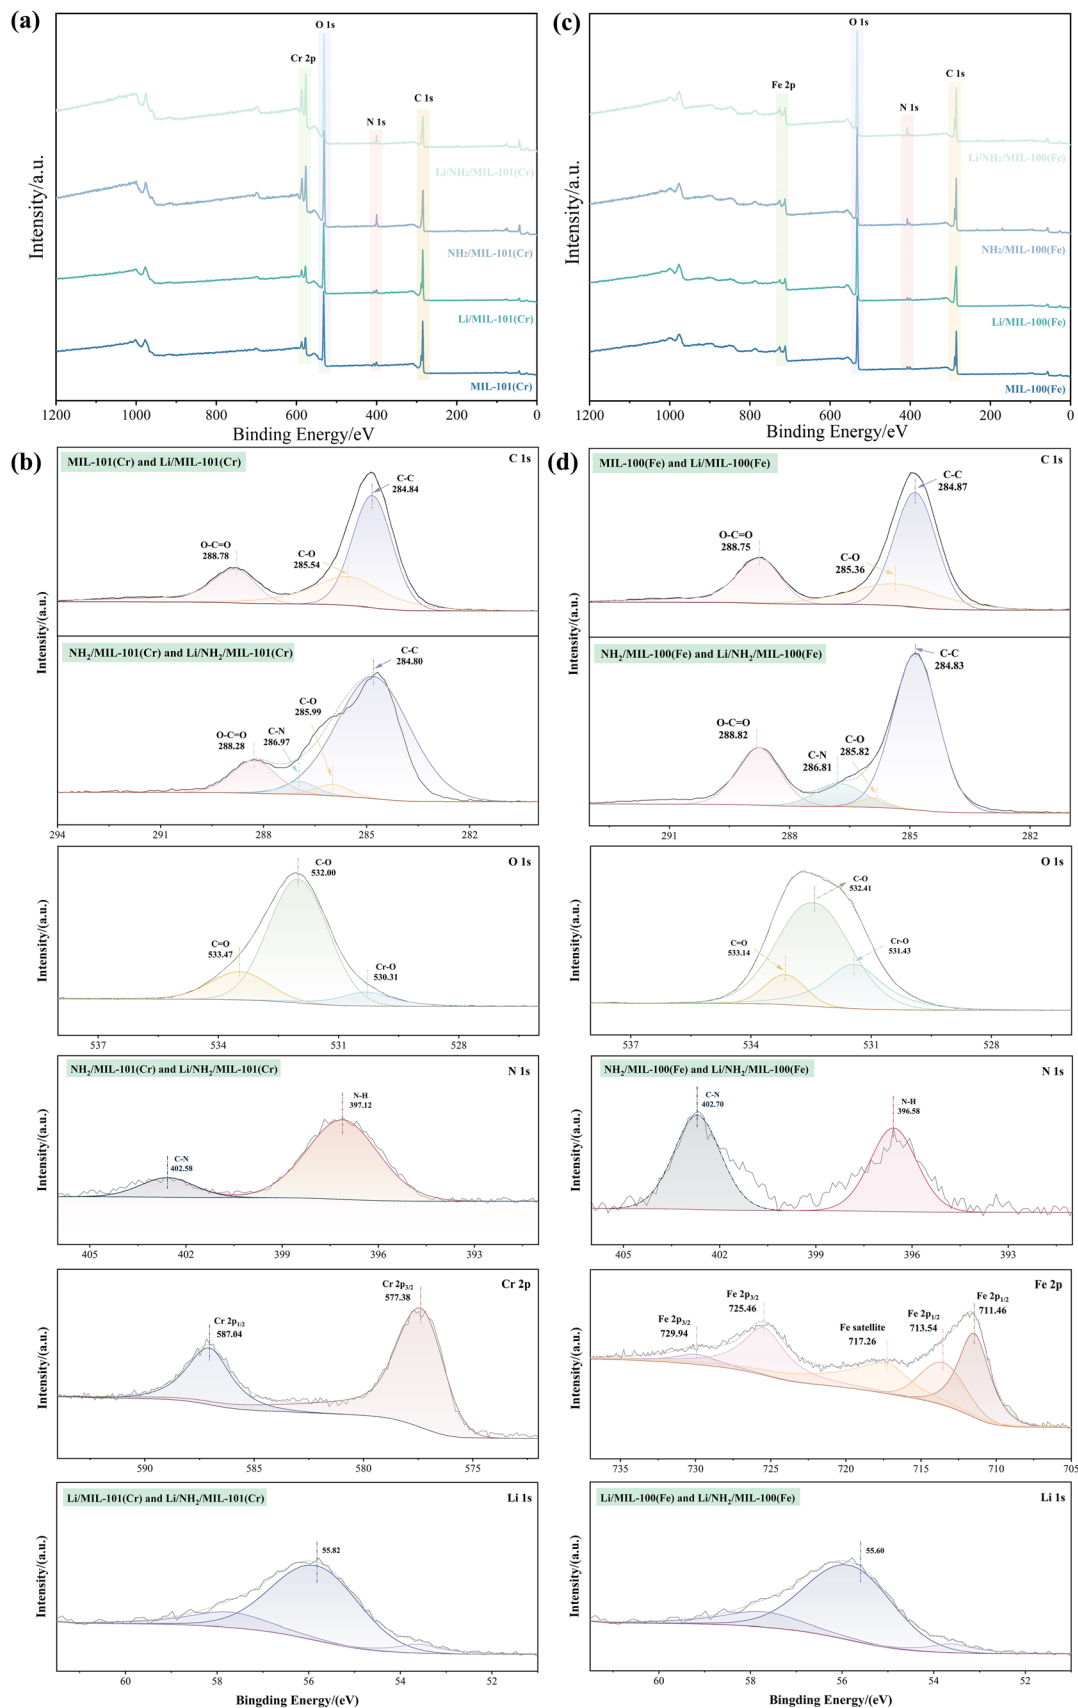 (a)
O 1s
Cr 2p
N 1s
C 1s
Li/NH₂/MIL-101(Cr)
NH₂/MIL-101(Cr)
Li/MIL-101(Cr)
MIL-101(Cr)
Intensity/a.u.
1200 1000 800 600 400 200 0
Binding Energy/eV
(c)
O 1s
Fe 2p
N 1s
C 1s
Li/NH₂/MIL-100(Fe)
NH₂/MIL-100(Fe)
Li/MIL-100(Fe)
MIL-100(Fe)
Intensity/a.u.
1200 1000 800 600 400 200 0
Binding Energy/eV
(b)
MIL-101(Cr) and Li/MIL-101(Cr)
C 1s
C-C
284.84
O-C=O
288.78
C-O
285.54
Intensity/(a.u.)
NH₂/MIL-101(Cr) and Li/NH₂/MIL-101(Cr)
C-C
284.80
C-O
285.99
C-N
286.97
O-C=O
288.28
294 291 288 285 282
O 1s
C-O
532.00
C=O
533.47
Cr-O
530.31
Intensity/(a.u.)
537 534 531 528
NH₂/MIL-101(Cr) and Li/NH₂/MIL-101(Cr)
N 1s
N-H
397.12
C-N
402.58
Intensity/(a.u.)
405 402 399 396 393
Cr 2p
Cr 2p₃/₂
577.38
Cr 2p₁/₂
587.04
Intensity/(a.u.)
590 585 580 575
Li/MIL-101(Cr) and Li/NH₂/MIL-101(Cr)
Li 1s
55.82
Intensity/(a.u.)
60 58 56 54 52
Bingding Energy/(eV)
(d)
MIL-100(Fe) and Li/MIL-100(Fe)
C 1s
C-C
284.87
O-C=O
288.75
C-O
285.36
Intensity/(a.u.)
NH₂/MIL-100(Fe) and Li/NH₂/MIL-100(Fe)
C-C
284.83
O-C=O
288.82
C-O
285.82
C-N
286.81
291 288 285 282
O 1s
C-O
532.41
C=O
533.14
Cr-O
531.43
Intensity/(a.u.)
537 534 531 528
NH₂/MIL-100(Fe) and Li/NH₂/MIL-100(Fe)
N 1s
C-N
402.70
N-H
396.58
Intensity/(a.u.)
405 402 399 396 393
Fe 2p
Fe 2p₃/₂
725.46
Fe 2p₁/₂
711.46
Fe 2p₁/₂
713.54
Fe satellite
717.26
Fe 2p₃/₂
729.94
Intensity/(a.u.)
735 730 725 720 715 710 705
Li/MIL-100(Fe) and Li/NH₂/MIL-100(Fe)
Li 1s
55.60
Intensity/(a.u.)
60 58 56 54 52
Bingding Energy/(eV)